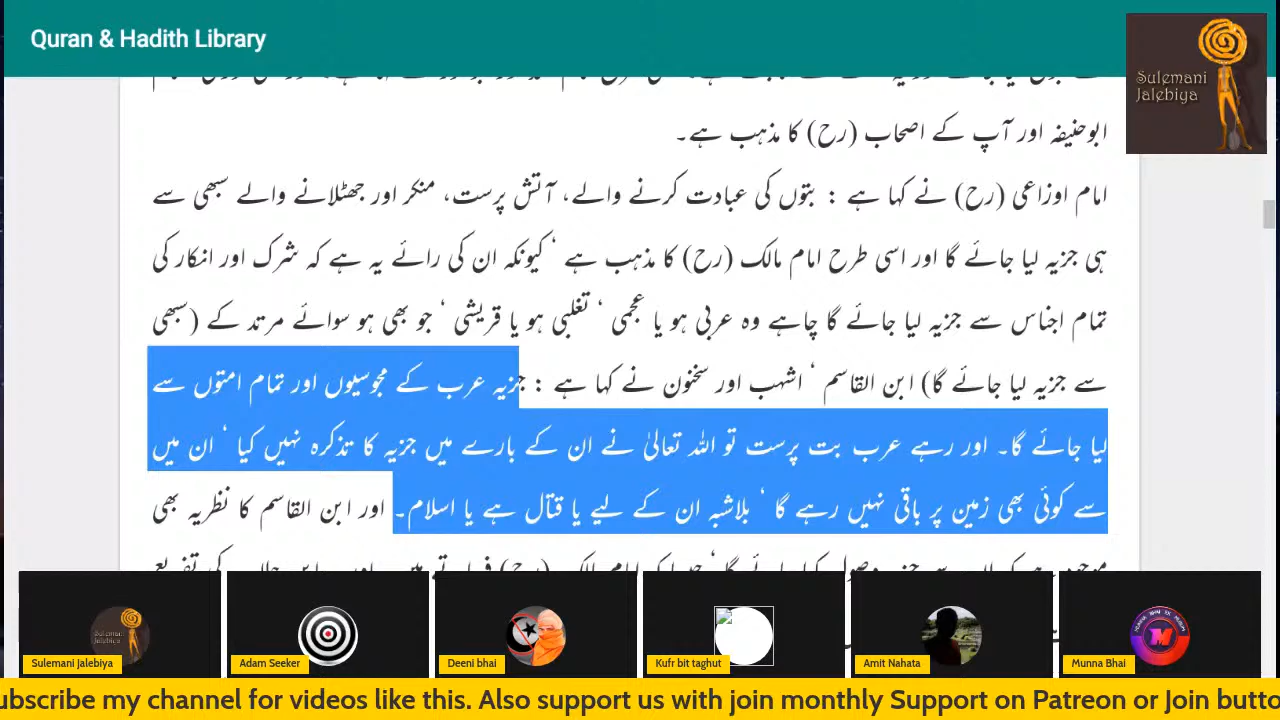 Quran & Hadith Library
Sulemani
Jalebiya
ابوحنیفہ اور آپ کے اصحاب (رح) کا مذہب ہے۔
امام اوزاعی (رح) نے کہا ہے : بتوں کی عبادت کرنے والے، آتش پرست، منکر اور جھٹلانے والے سبھی سے
ہی جزیہ لیا جائے گا اور اسی طرح امام مالک (رح) کا مذہب ہے ‘ کیونکہ ان کی رائے یہ ہے کہ شرک اور انکار کی
تمام اجناس سے جزیہ لیا جائے گا چاہے وہ عربی ہو یا عجمی ‘ تغلبی ہو یا قریشی ‘ جو بھی ہو سوائے مرتد کے (سبھی
سے جزیہ لیا جائے گا) ابن القاسم ‘ اشہب اور سخنون نے کہا ہے : جزیہ عرب کے مجوسیوں اور تمام امتوں سے
لیا جائے گا۔ اور رہے عرب بت پرست تو اللہ تعالیٰ نے ان کے بارے میں جزیہ کا تذکرہ نہیں کیا ‘ ان میں
سے کوئی بھی زمین پر باقی نہیں رہے گا ‘ بلاشبہ ان کے لیے یا قتال ہے یا اسلام۔ اور ابن القاسم کا نظریہ بھی
Sulemani Jalebiya
Adam Seeker
Deeni bhai
Kufr bit taghut
Amit Nahata
Munna Bhai
ubscribe my channel for videos like this. Also support us with join monthly Support on Patreon or Join butto